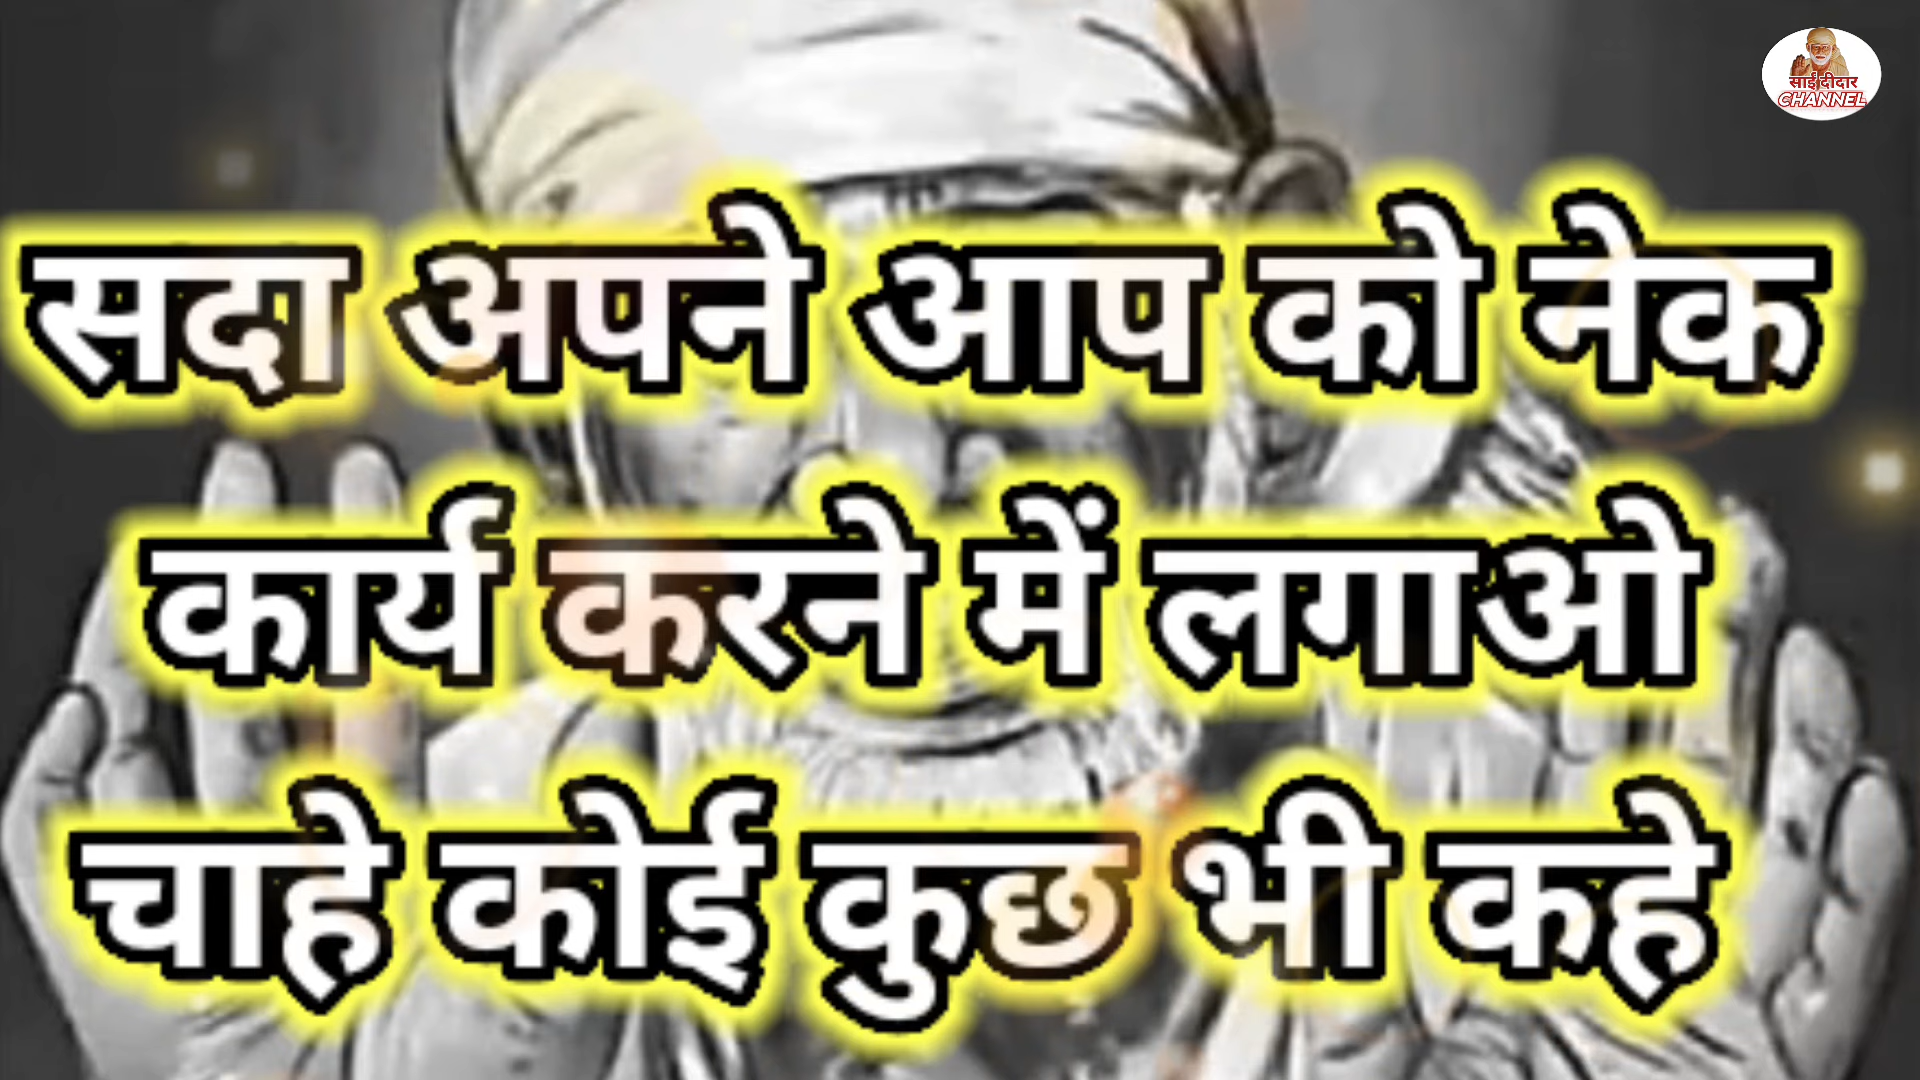 साई दीदार
CHANNEL
सदा अपने आप को नेक
कार्य करने में लगाओ
चाहे कोई कुछ भी कहे